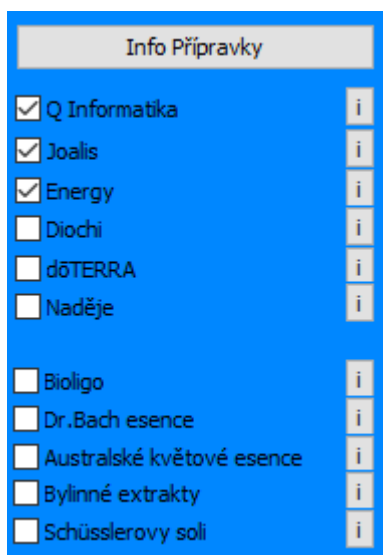 Info Přípravky
Q Informatika i
Joalis i
Energy i
Diochi i
dōTERRA i
Naděje i
Bioligo i
Dr.Bach esence i
Australské květové esence i
Bylinné extrakty i
Schüsslerovy soli i